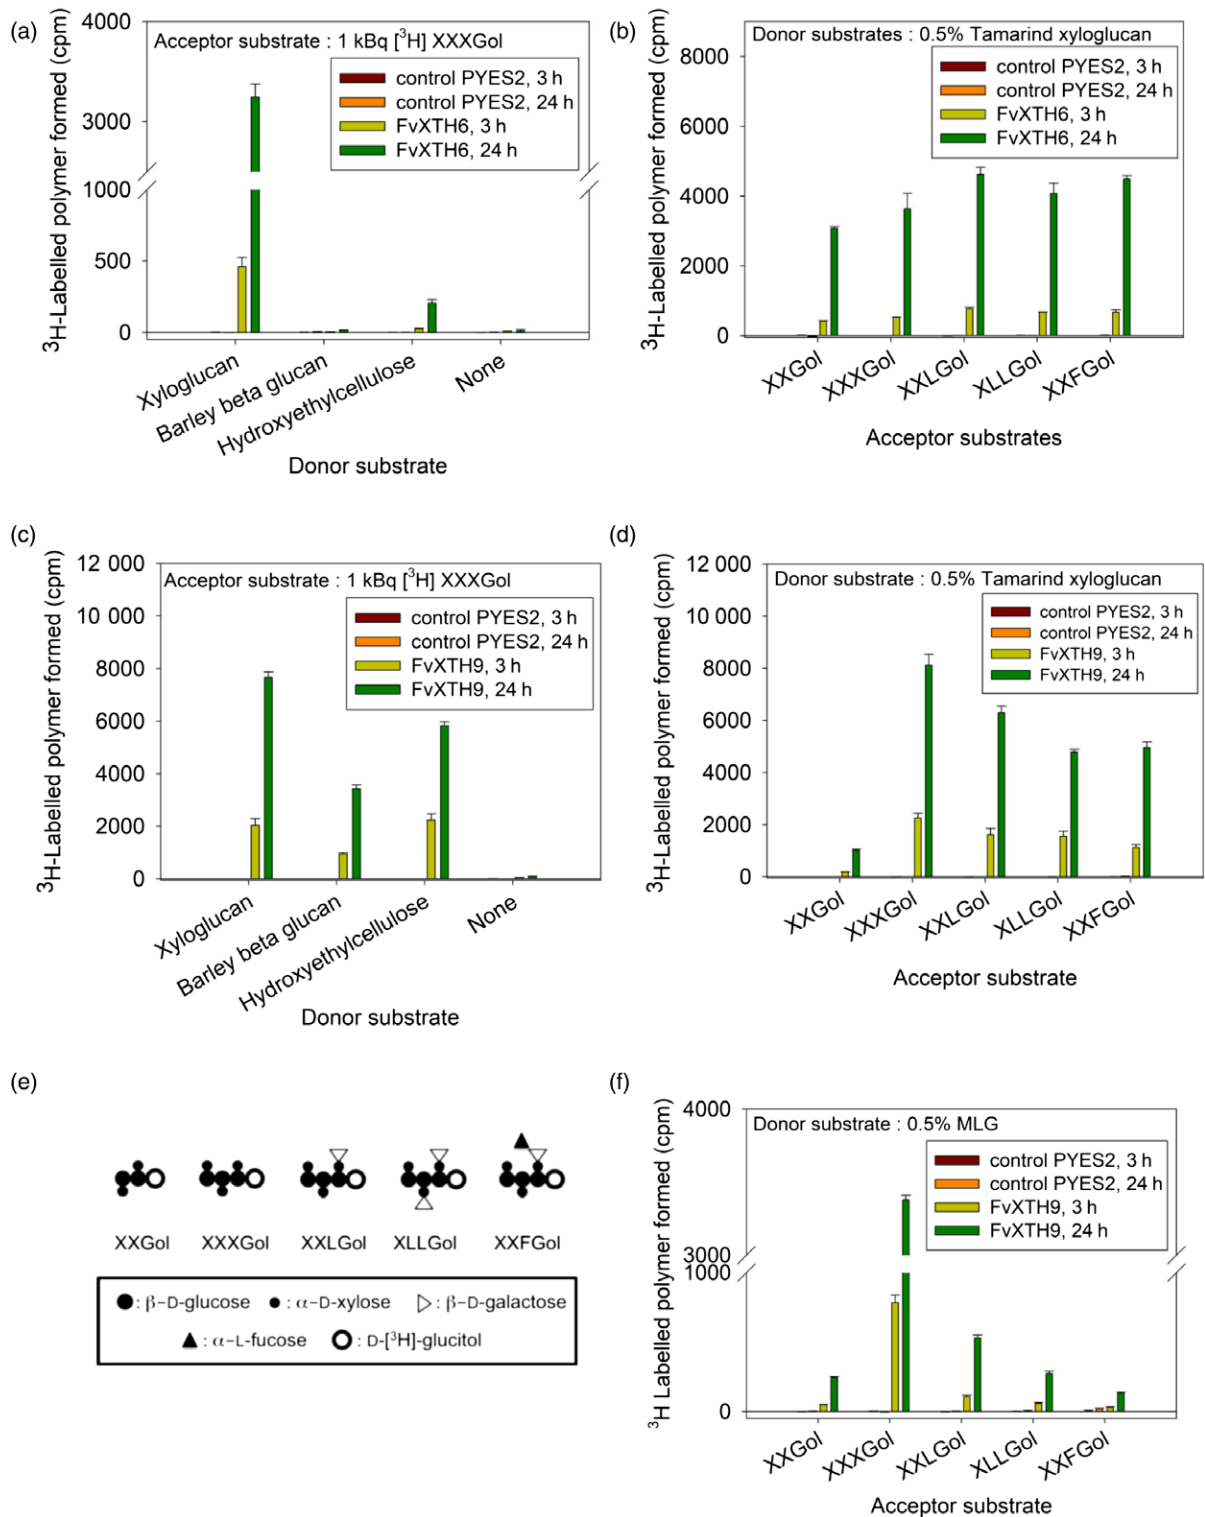 (a)
4000
3000
1000
500
0
³H-Labelled polymer formed (cpm)
Acceptor substrate : 1 kBq [³H] XXXGol
control PYES2, 3 h
control PYES2, 24 h
FvXTH6, 3 h
FvXTH6, 24 h
Xyloglucan
Barley beta glucan
Hydroxyethylcellulose
None
Donor substrate
(b)
8000
6000
4000
2000
0
³H-Labelled polymer formed (cpm)
Donor substrates : 0.5% Tamarind xyloglucan
control PYES2, 3 h
control PYES2, 24 h
FvXTH6, 3 h
FvXTH6, 24 h
XXGol
XXXGol
XXLGol
XLLGol
XXFGol
Acceptor substrates
(c)
12 000
10 000
8000
6000
4000
2000
0
³H-Labelled polymer formed (cpm)
Acceptor substrate : 1 kBq [³H] XXXGol
control PYES2, 3 h
control PYES2, 24 h
FvXTH9, 3 h
FvXTH9, 24 h
Xyloglucan
Barley beta glucan
Hydroxyethylcellulose
None
Donor substrate
(d)
12 000
10 000
8000
6000
4000
2000
0
³H-Labelled polymer formed (cpm)
Donor substrate : 0.5% Tamarind xyloglucan
control PYES2, 3 h
control PYES2, 24 h
FvXTH9, 3 h
FvXTH9, 24 h
XXGol
XXXGol
XXLGol
XLLGol
XXFGol
Acceptor substrate
(e)
XXGol XXXGol XXLGol XLLGol XXFGol
: β–D-glucose : α–D-xylose : β–D-galactose
: α–L-fucose : D-[³H]-glucitol
(f)
4000
3000
1000
0
³H Labelled polymer formed (cpm)
Donor substrate : 0.5% MLG
control PYES2, 3 h
control PYES2, 24 h
FvXTH9, 3 h
FvXTH9, 24 h
XXGol
XXXGol
XXLGol
XLLGol
XXFGol
Acceptor substrate